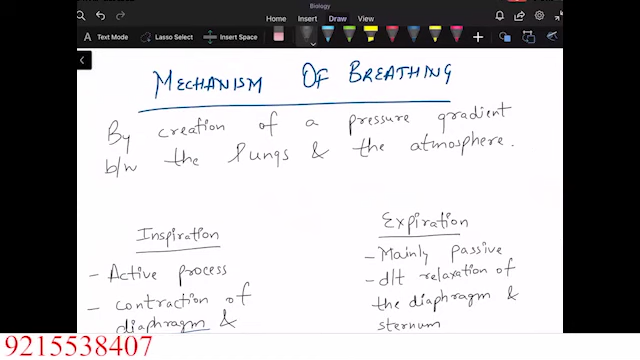 Biology
Home Insert Draw View
Text Mode Lasso Select Insert Space
MECHANISM OF BREATHING
By creation of a pressure gradient
b/w the lungs & the atmosphere.
Inspiration
- Active process
- contraction of
diaphragm &
Expiration
- Mainly passive
- d/t relaxation of
the diaphragm &
sternum
9215538407